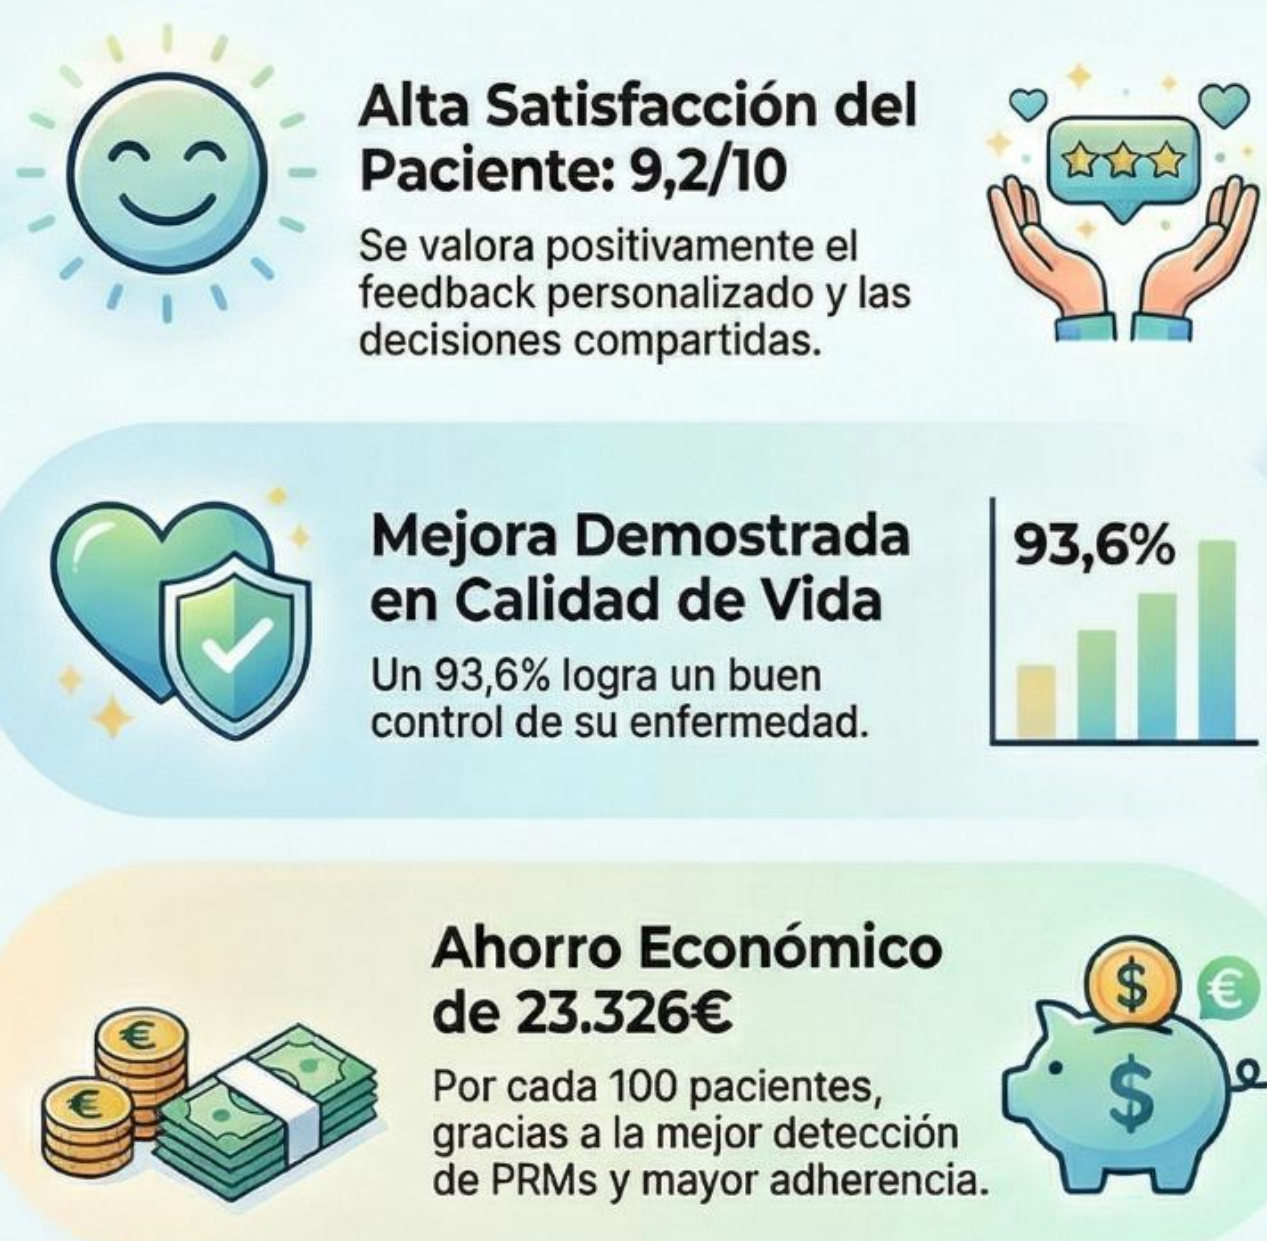 Alta Satisfacción del
Paciente: 9,2/10
Se valora positivamente el
feedback personalizado y las
decisiones compartidas.
Mejora Demostrada
en Calidad de Vida
Un 93,6% logra un buen
control de su enfermedad.
93,6%
Ahorro Económico
de 23.326€
Por cada 100 pacientes,
gracias a la mejor detección
de PRMs y mayor adherencia.
€
€
$
€
$